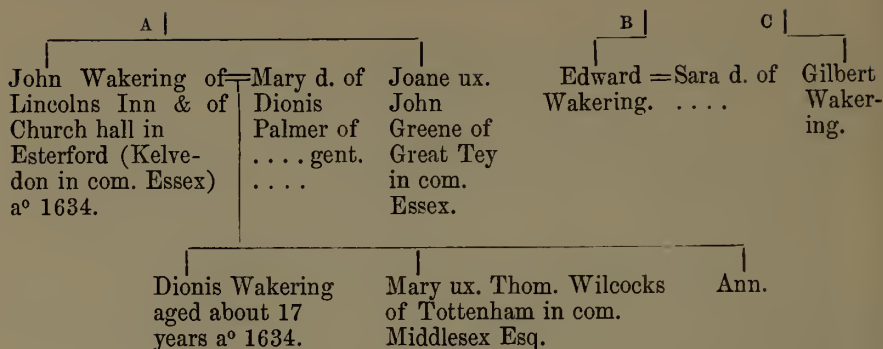 A
B
C
John Wakering of
Lincolns Inn & of
Church hall in
Esterford (Kelve-
don in com. Essex)
aº 1634.
=Mary d. of
Dionis
Palmer of
. . . . gent.
. . . .
Joane ux.
John
Greene of
Great Tey
in com.
Essex.
Edward
Wakering.
=Sara d. of
. . . .
Gilbert
Waker-
ing.
Dionis Wakering
aged about 17
years aº 1634.
Mary ux. Thom. Wilcocks
of Tottenham in com.
Middlesex Esq.
Ann.